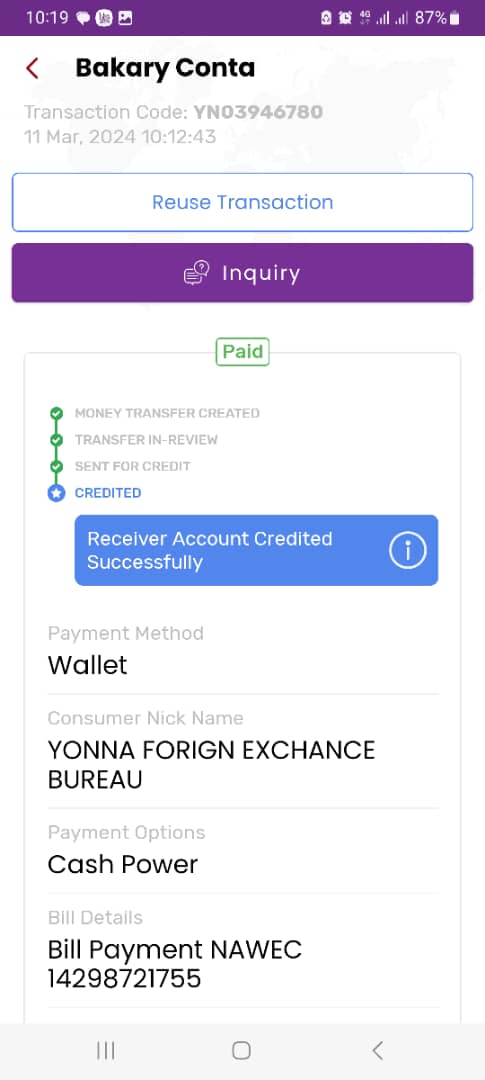 10:19
4G 87%
Bakary Conta
Transaction Code: YN03946780
11 Mar, 2024 10:12:43
Reuse Transaction
Inquiry
Paid
MONEY TRANSFER CREATED
TRANSFER IN-REVIEW
SENT FOR CREDIT
CREDITED
Receiver Account Credited
Successfully
Payment Method
Wallet
Consumer Nick Name
YONNA FORIGN EXCHANCE
BUREAU
Payment Options
Cash Power
Bill Details
Bill Payment NAWEC
14298721755